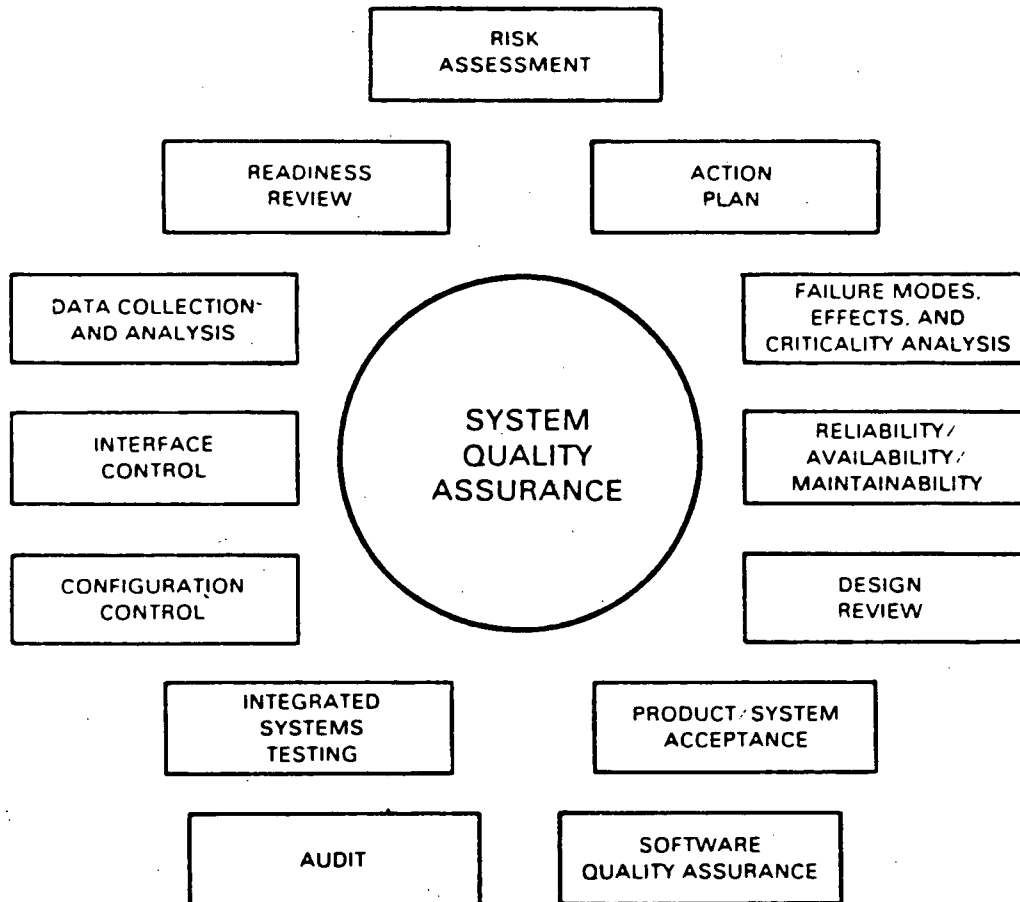 RISK
ASSESSMENT
READINESS
REVIEW
ACTION
PLAN
DATA COLLECTION
AND ANALYSIS
FAILURE MODES,
EFFECTS, AND
CRITICALITY ANALYSIS
SYSTEM
QUALITY
ASSURANCE
INTERFACE
CONTROL
RELIABILITY/
AVAILABILITY/
MAINTAINABILITY
CONFIGURATION
CONTROL
DESIGN
REVIEW
INTEGRATED
SYSTEMS
TESTING
PRODUCT/SYSTEM
ACCEPTANCE
AUDIT
SOFTWARE
QUALITY ASSURANCE